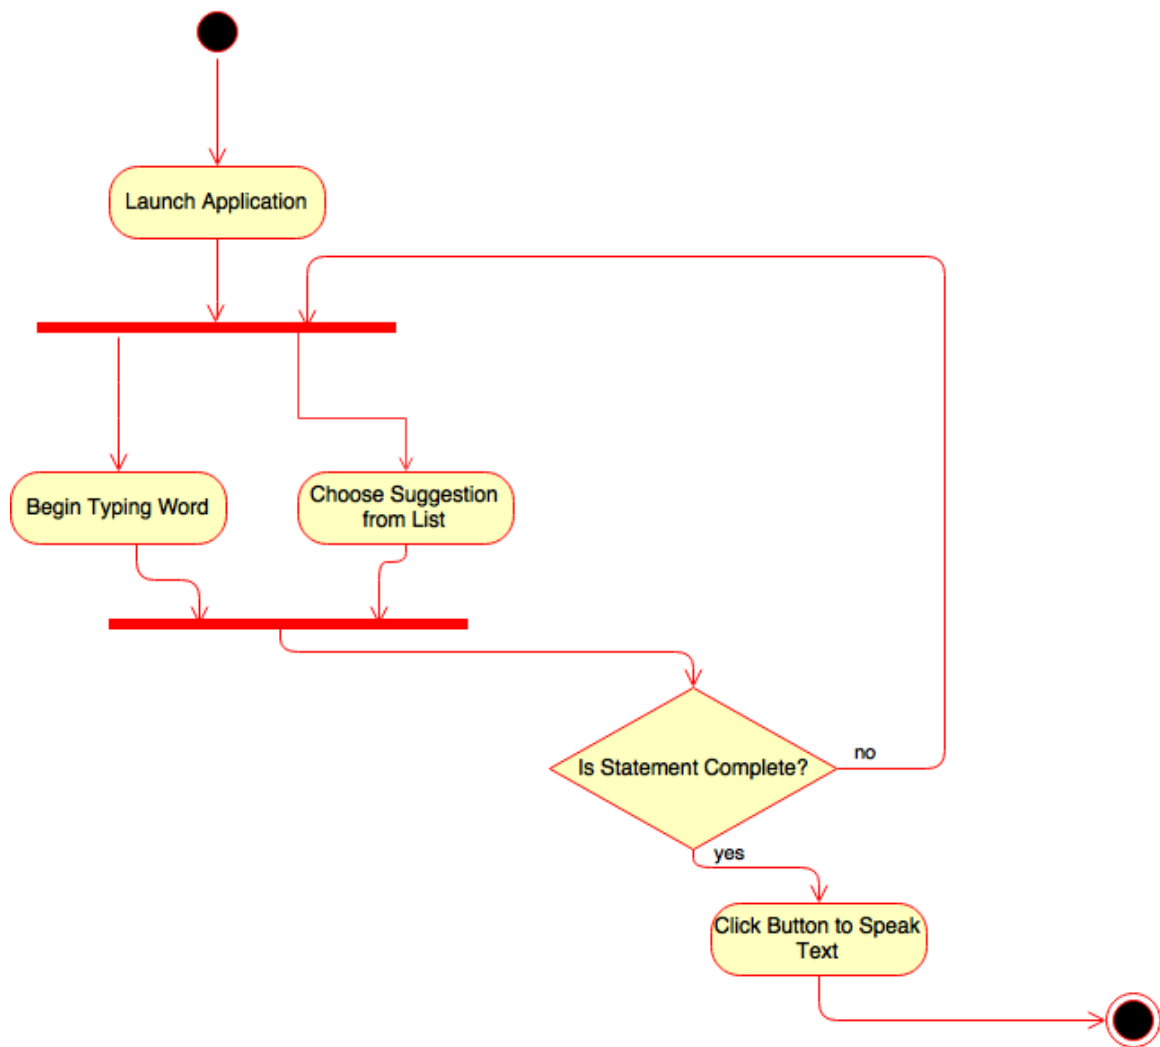 Launch Application
Begin Typing Word
Choose Suggestion
from List
Is Statement Complete?
no
yes
Click Button to Speak
Text